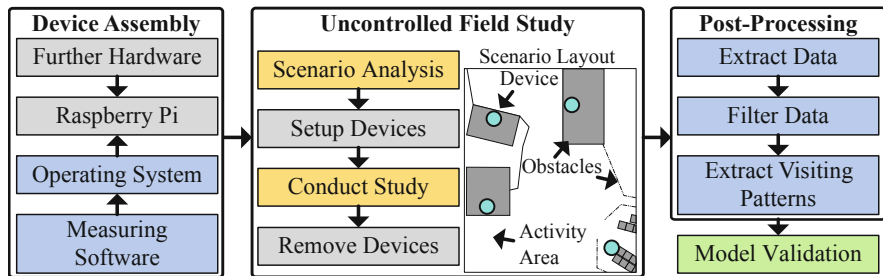 Device Assembly
Further Hardware
Raspberry Pi
Operating System
Measuring
Software
Uncontrolled Field Study
Scenario Analysis
Setup Devices
Conduct Study
Remove Devices
Scenario Layout
Device
Obstacles
Activity
Area
Post-Processing
Extract Data
Filter Data
Extract Visiting
Patterns
Model Validation